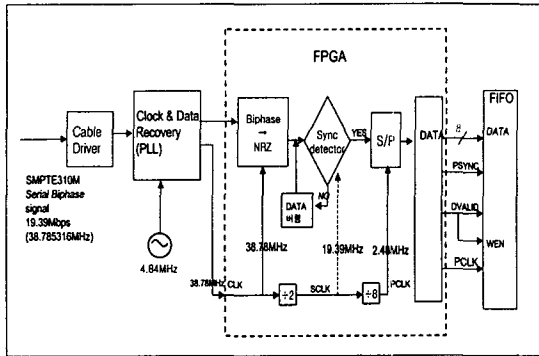 FPGA
FIFO
Cable
Driver
Clock & Data
Recovery
(PLL)
Biphase
→
NRZ
Sync
detector
YES
S/P
DATA
8
DATA
PSYNC
DVALID
WEN
PCLK
NO
DATA
버퍼
SMPTE310M
Serial Biphase
signal
19.39Mbps
(38.785316MHz)
4.84MHz
38.78MHz
19.39MHz
2.48MHz
38.78MHz CLK
÷2
SCLK
÷8
PCLK